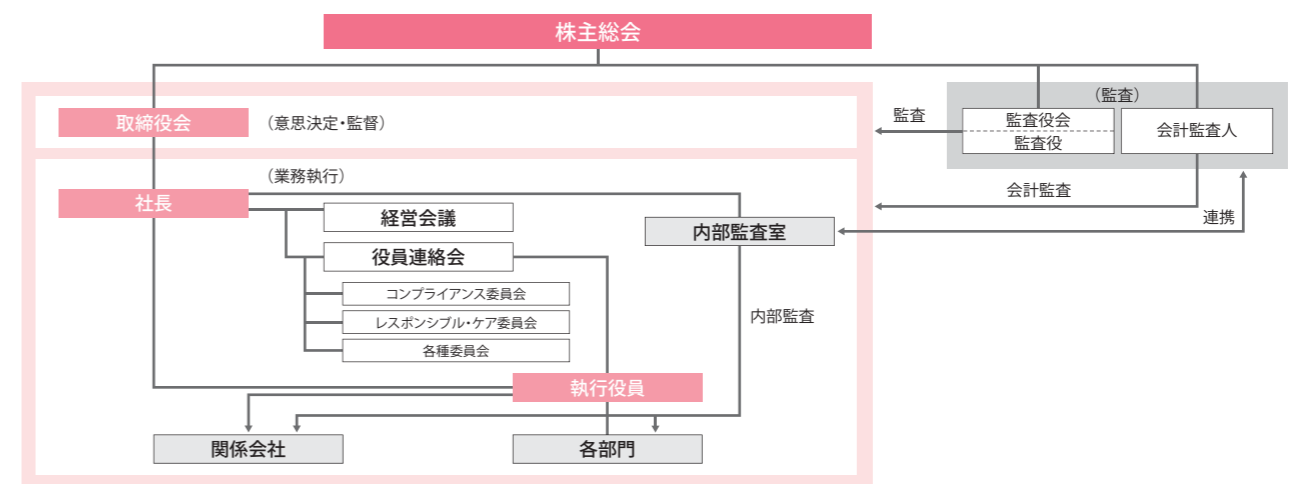 株主総会
取締役会
（意思決定・監督）
監査
（監査）
監査役会
監査役
会計監査人
（業務執行）
社長
経営会議
役員連絡会
コンプライアンス委員会
レスポンシブル・ケア委員会
各種委員会
内部監査室
会計監査
連携
内部監査
執行役員
関係会社
各部門